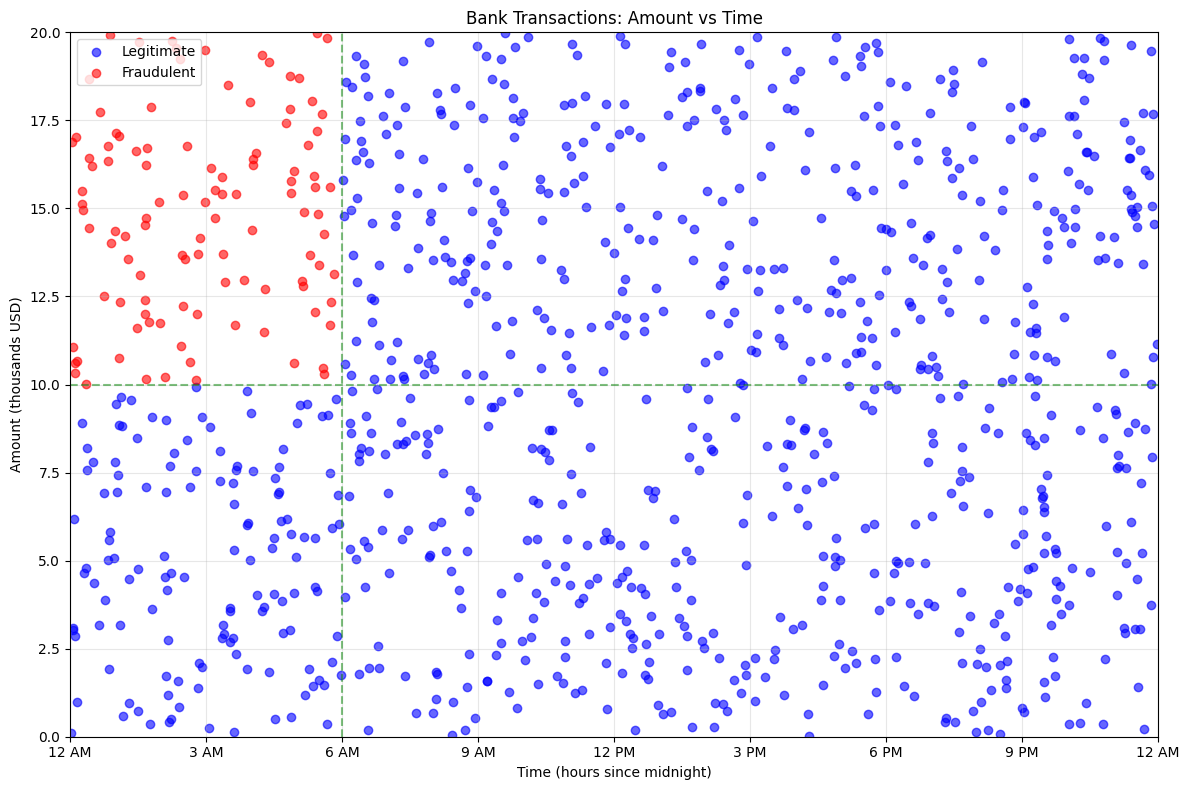 Bank Transactions: Amount vs Time
Legitimate
Fraudulent
Amount (thousands USD)
20.0
17.5
15.0
12.5
10.0
7.5
5.0
2.5
0.0
12 AM
3 AM
6 AM
9 AM
12 PM
3 PM
6 PM
9 PM
12 AM
Time (hours since midnight)